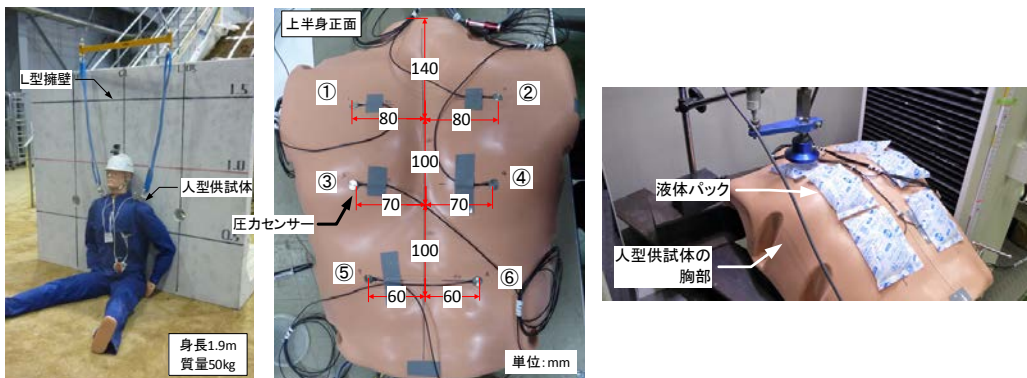 L型擁壁
1.5
1.0
人型供試体
0.5
身長1.9m
質量50kg
上半身正面
140
①
②
80
80
100
③
④
70
70
圧力センサー
100
⑤
⑥
60
60
単位:mm
液体パック
人型供試体の
胸部